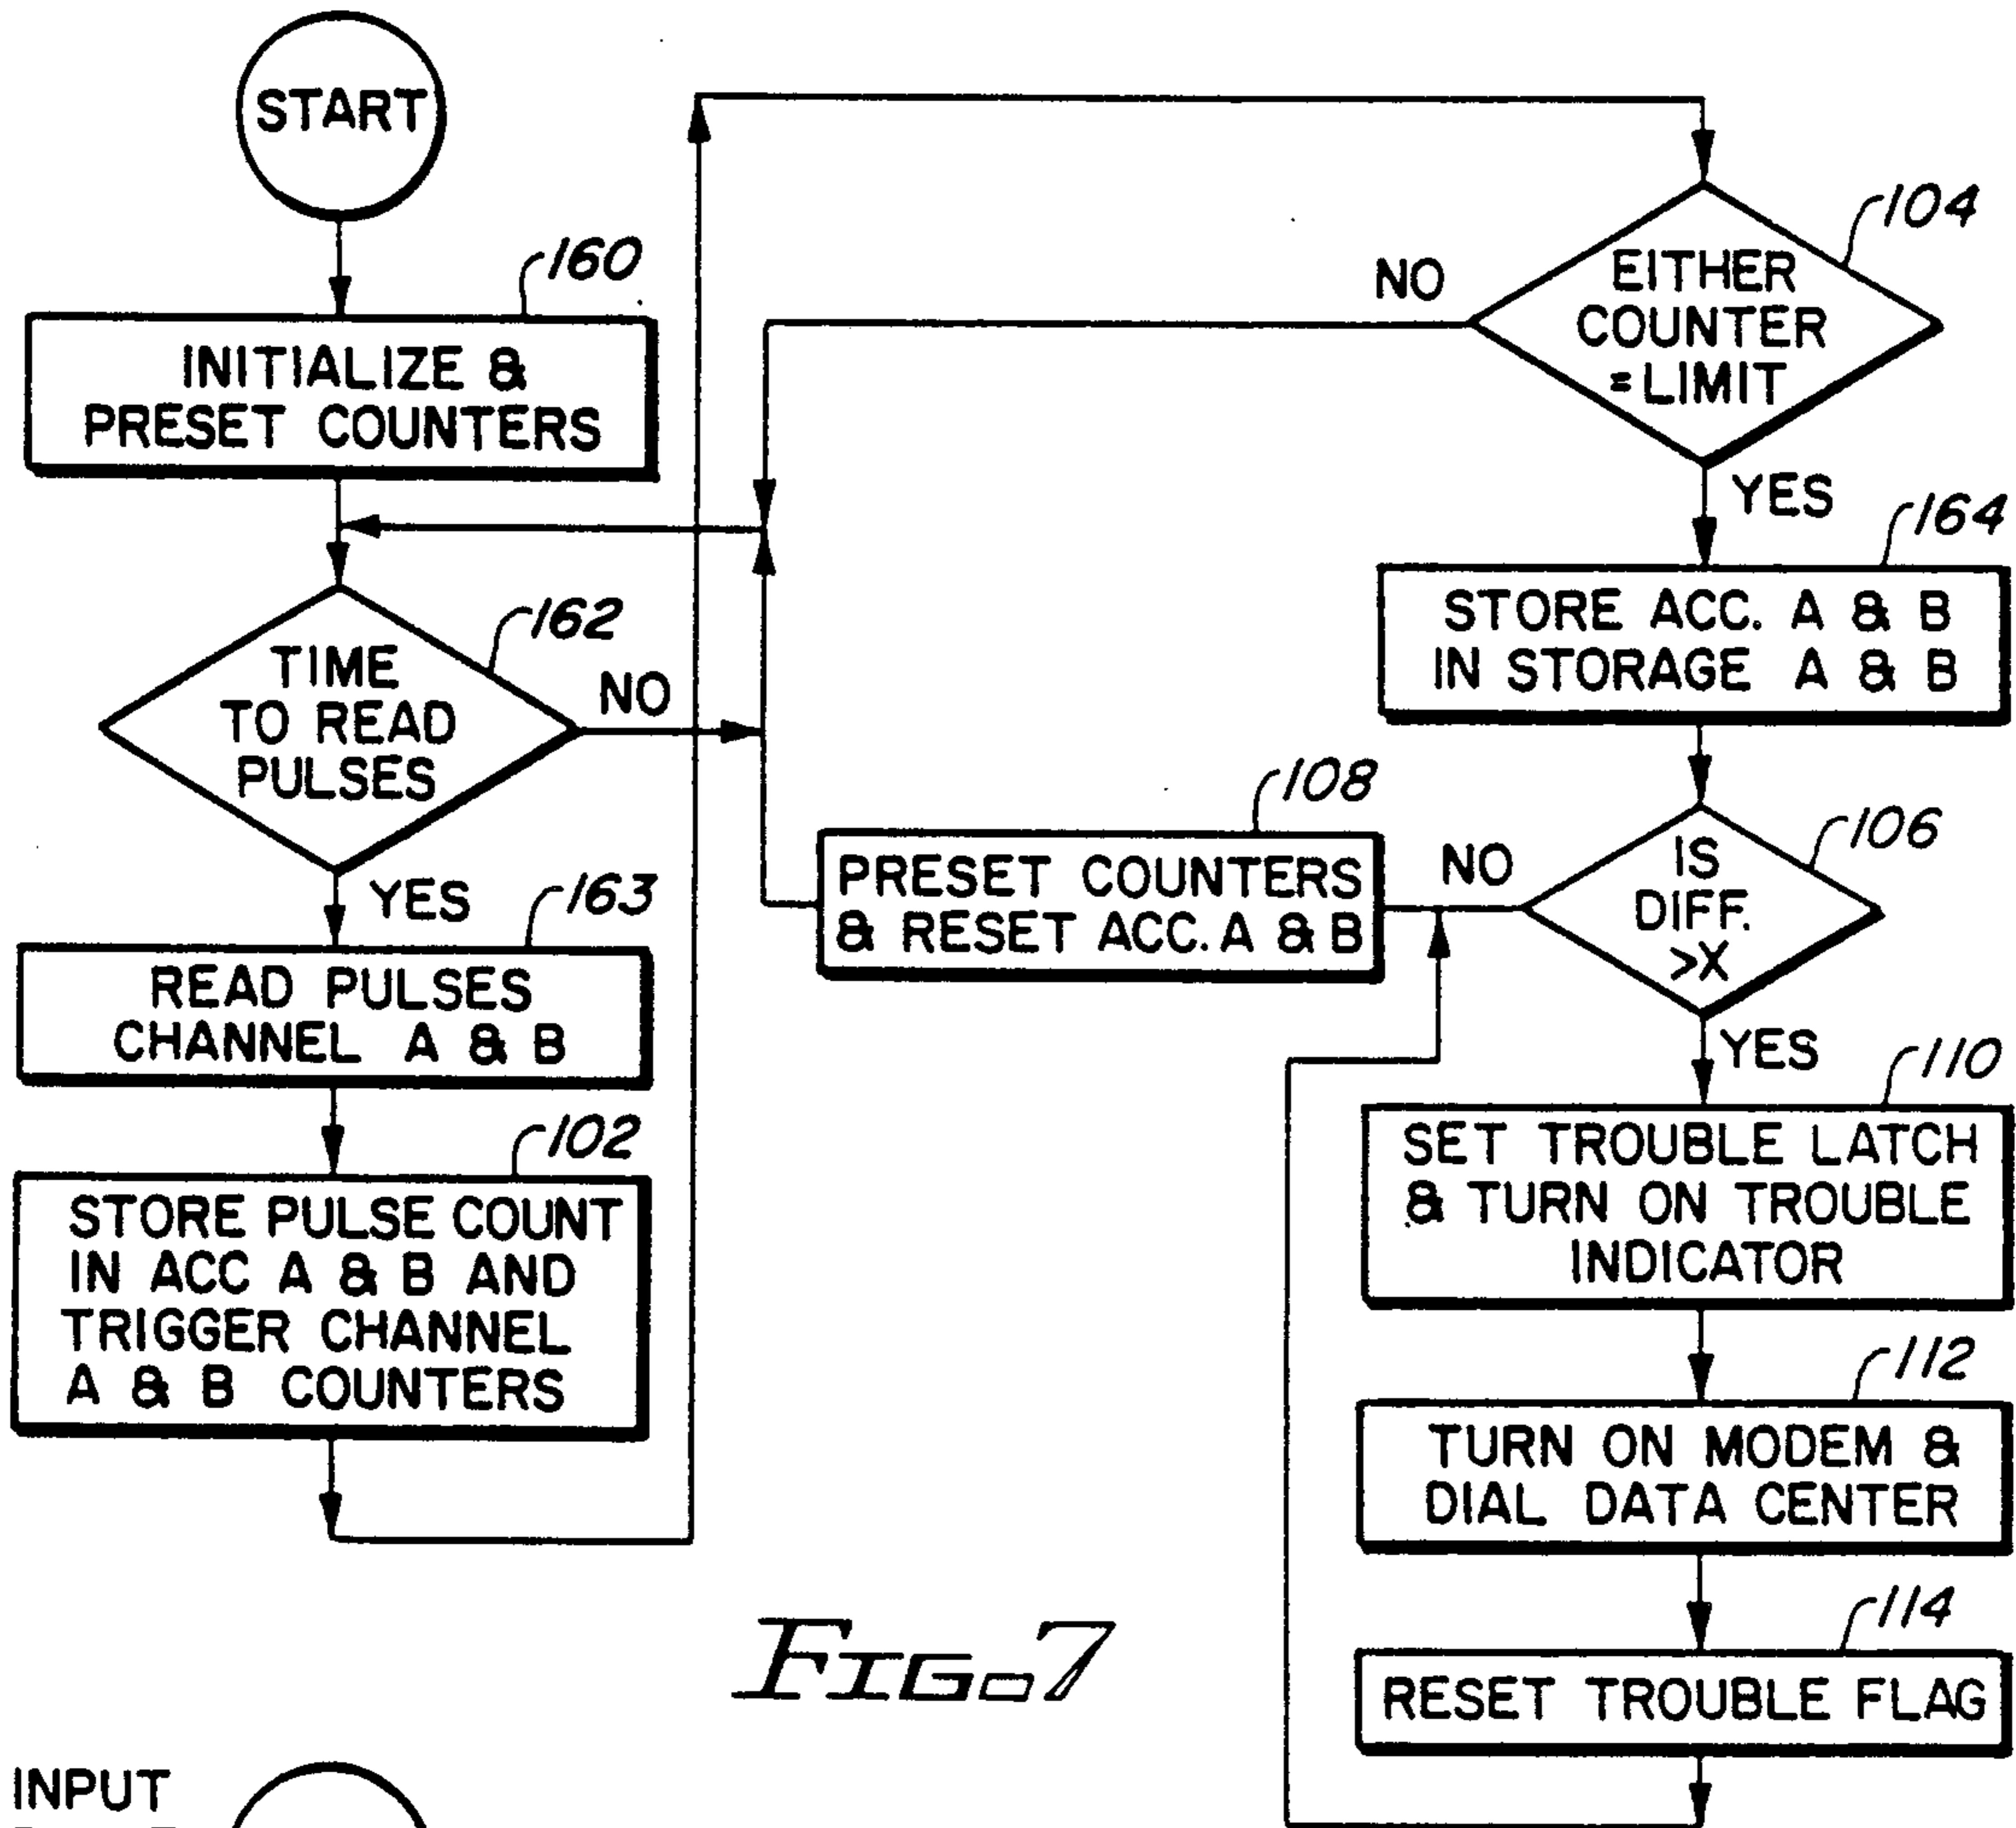 START
160
INITIALIZE &
PRESET COUNTERS
162
TIME
TO READ
PULSES
NO
YES
163
READ PULSES
CHANNEL A & B
102
STORE PULSE COUNT
IN ACC A & B AND
TRIGGER CHANNEL
A & B COUNTERS
104
EITHER
COUNTER
=LIMIT
NO
YES
164
STORE ACC. A & B
IN STORAGE A & B
106
IS
DIFF.
>X
NO
108
PRESET COUNTERS
& RESET ACC. A & B
YES
110
SET TROUBLE LATCH
& TURN ON TROUBLE
INDICATOR
112
TURN ON MODEM &
DIAL DATA CENTER
114
RESET TROUBLE FLAG
FIG. 7
INPUT